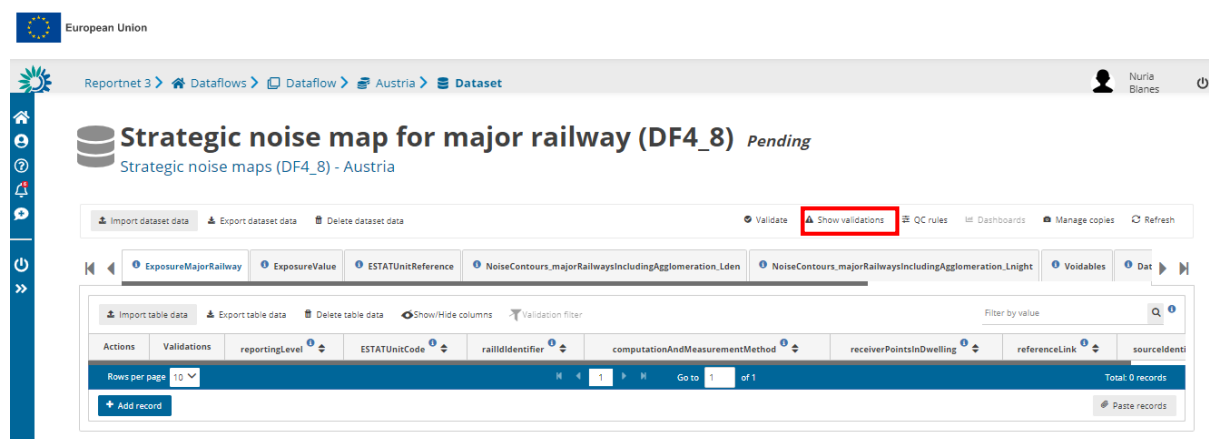 European Union
Reportnet 3 Dataflows Dataflow Austria Dataset
Nuria
Blanes
Strategic noise map for major railway (DF4_8) Pending
Strategic noise maps (DF4_8) - Austria
Import dataset data Export dataset data Delete dataset data Validate Show validations QC rules Dashboards Manage copies Refresh
ExposureMajorRailway ExposureValue ESTATUnitReference NoiseContours_majorRailwaysIncludingAgglomeration_Lden NoiseContours_majorRailwaysIncludingAgglomeration_Lnight Voidables Dat
Import table data Export table data Delete table data Show/Hide columns Validation filter Filter by value
Actions Validations reportingLevel ESTATUnitCode railIdIdentifier computationAndMeasurementMethod receiverPointsInDwelling referenceLink sourceIdenti
Rows per page 10 1 Go to 1 of 1 Total: 0 records
Add record Paste records